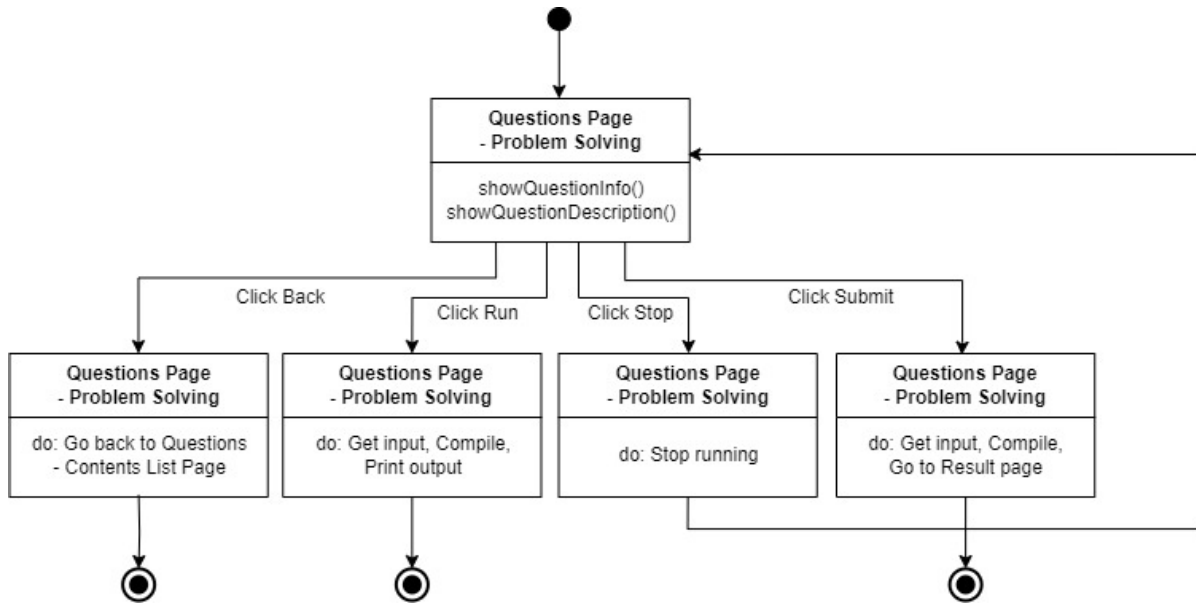 Questions Page
- Problem Solving
showQuestionInfo()
showQuestionDescription()
Click Back
Click Run
Click Stop
Click Submit
Questions Page
- Problem Solving
do: Go back to Questions
- Contents List Page
Questions Page
- Problem Solving
do: Get input, Compile,
Print output
Questions Page
- Problem Solving
do: Stop running
Questions Page
- Problem Solving
do: Get input, Compile,
Go to Result page